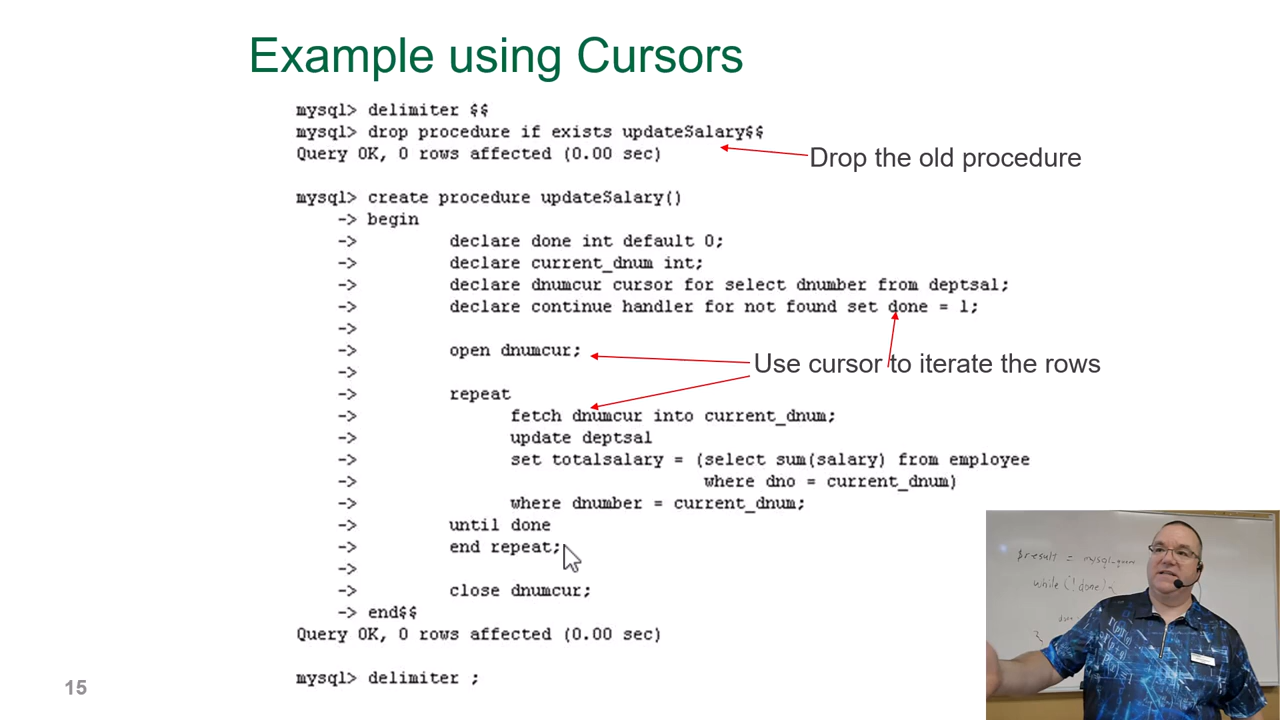 Example using Cursors
mysql> delimiter $$
mysql> drop procedure if exists updateSalary$$
Query OK, 0 rows affected (0.00 sec)
Drop the old procedure
mysql> create procedure updateSalary()
-> begin
-> declare done int default 0;
-> declare current_dnum int;
-> declare dnumcur cursor for select dnumber from deptsal;
-> declare continue handler for not found set done = 1;
->
-> open dnumcur;
Use cursor to iterate the rows
->
-> repeat
-> fetch dnumcur into current_dnum;
-> update deptsal
-> set totalsalary = (select sum(salary) from employee
-> where dno = current_dnum)
-> where dnumber = current_dnum;
-> until done
-> end repeat;
->
-> close dnumcur;
-> end$$
Query OK, 0 rows affected (0.00 sec)
mysql> delimiter ;
$result = mysql_
while (!done) {
15